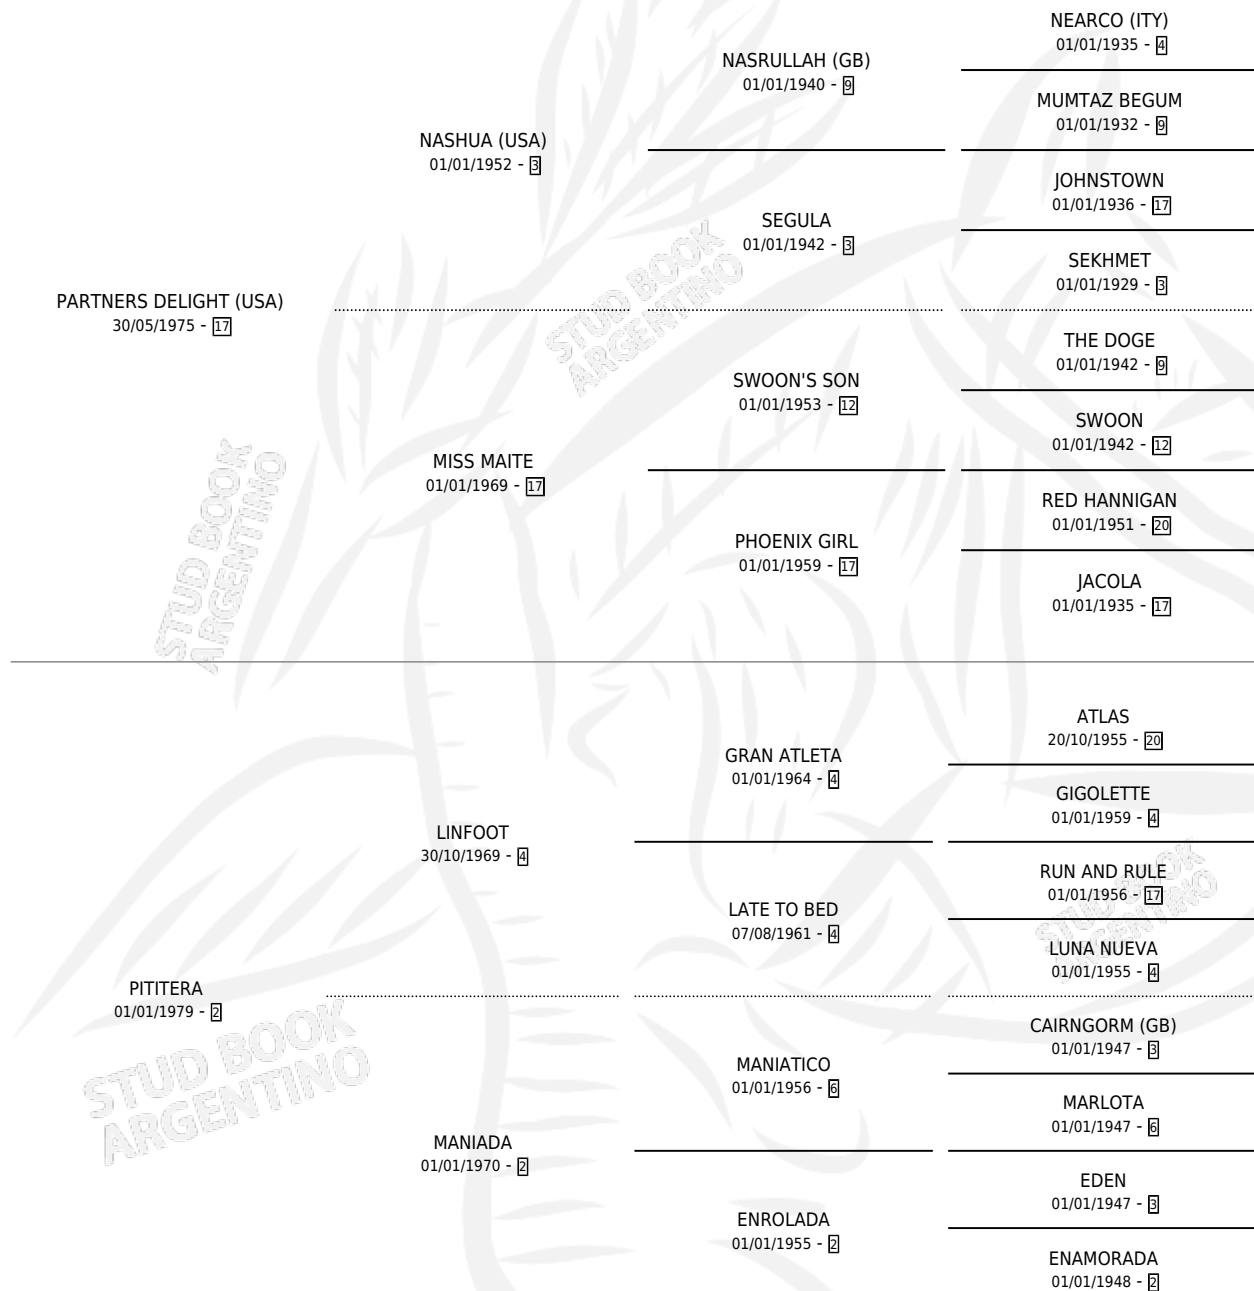 NEARCO (ITY)
01/01/1935 - 4
NASRULLAH (GB)
01/01/1940 - 9
MUMTAZ BEGUM
01/01/1932 - 9
NASHUA (USA)
01/01/1952 - 3
JOHNSTOWN
01/01/1936 - 17
SEGULA
01/01/1942 - 3
SEKHMET
01/01/1929 - 3
PARTNERS DELIGHT (USA)
30/05/1975 - 17
THE DOGE
01/01/1942 - 9
SWOON'S SON
01/01/1953 - 12
SWOON
01/01/1942 - 12
MISS MAITE
01/01/1969 - 17
RED HANNIGAN
01/01/1951 - 20
PHOENIX GIRL
01/01/1959 - 17
JACOLA
01/01/1935 - 17
ATLAS
20/10/1955 - 20
GRAN ATLETA
01/01/1964 - 4
GIGOLETTE
01/01/1959 - 4
LINFOOT
30/10/1969 - 4
RUN AND RULE
01/01/1956 - 17
LATE TO BED
07/08/1961 - 4
LUNA NUEVA
01/01/1955 - 4
PITITERA
01/01/1979 - 2
CAIRNGORM (GB)
01/01/1947 - 3
MANIATICO
01/01/1956 - 6
MARLOTA
01/01/1947 - 6
MANIADA
01/01/1970 - 2
EDEN
01/01/1947 - 3
ENROLADA
01/01/1955 - 2
ENAMORADA
01/01/1948 - 2
STUD BOOK
ARGENTINO
STUD BOOK
ARGENTINO
STUD BOOK
ARGENTINO
STUD BOOK
ARGENTINO